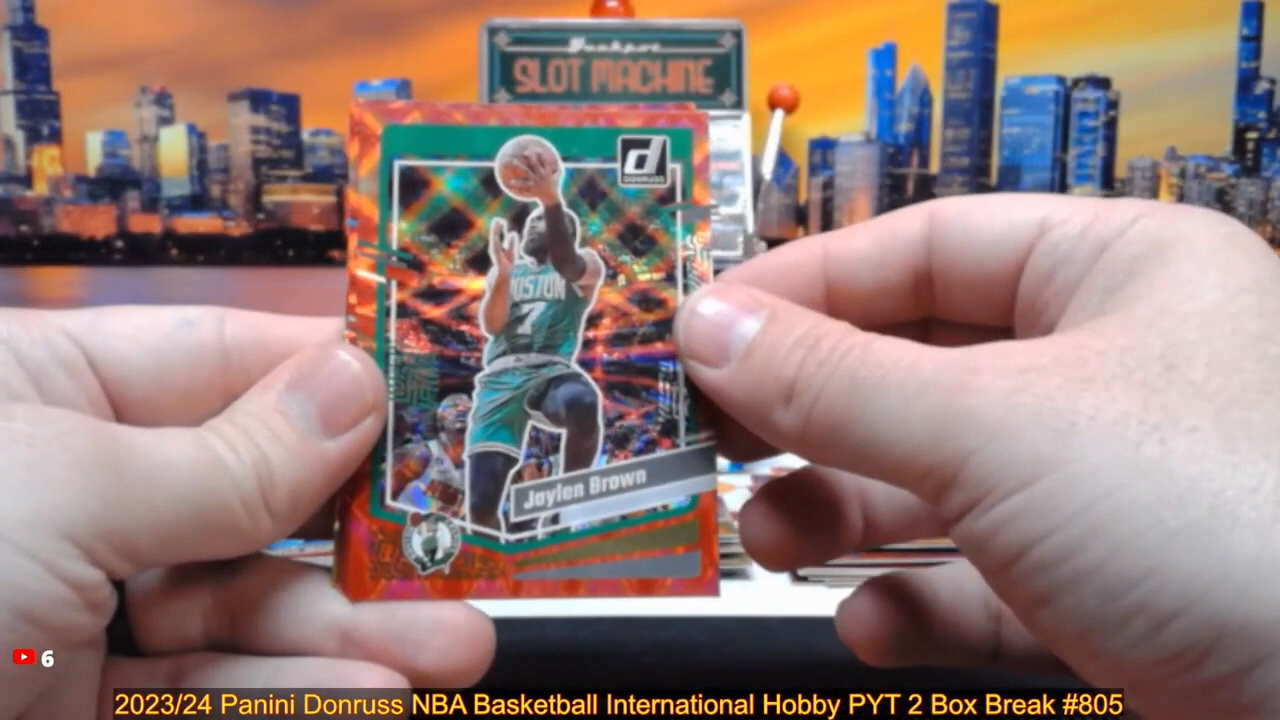 Jackpot
SLOT MACHINE
d
DONRUSS
BOSTON
7
Jaylen Brown
6
2023/24 Panini Donruss NBA Basketball International Hobby PYT 2 Box Break #805